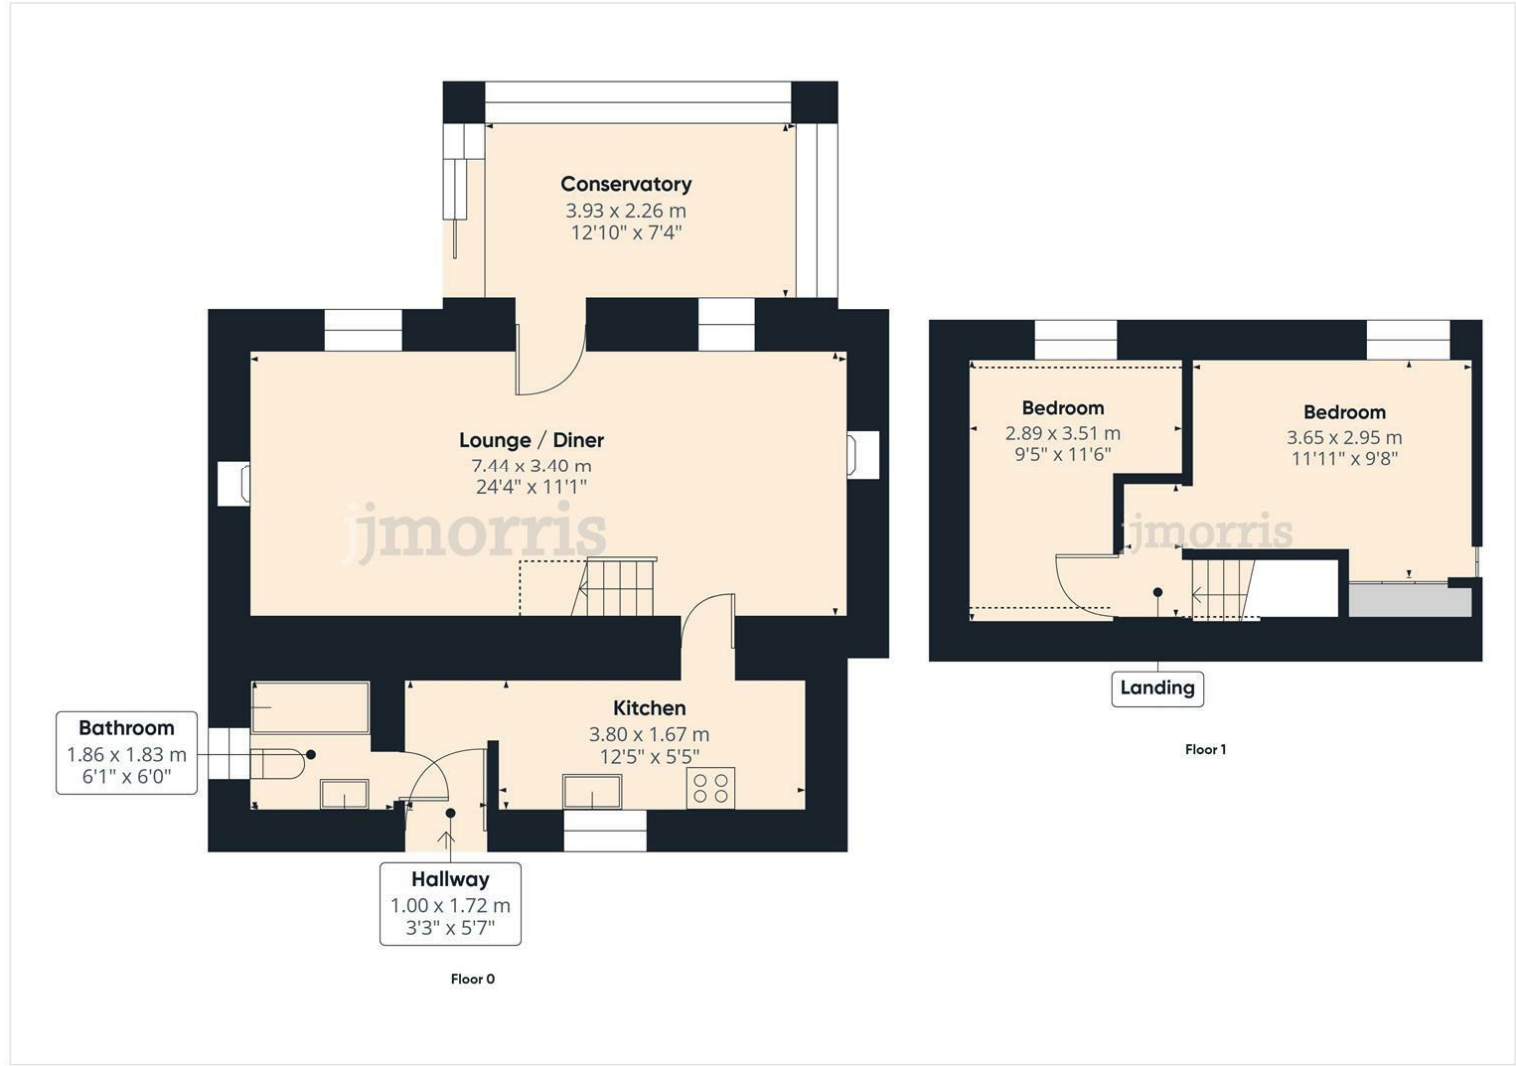 Conservatory
3.93 x 2.26 m
12'10" x 7'4"
Lounge / Diner
7.44 x 3.40 m
24'4" x 11'1"
jjmorris
Bedroom
2.89 x 3.51 m
9'5" x 11'6"
Bedroom
3.65 x 2.95 m
11'11" x 9'8"
jjmorris
Landing
Floor 1
Bathroom
1.86 x 1.83 m
6'1" x 6'0"
Kitchen
3.80 x 1.67 m
12'5" x 5'5"
Hallway
1.00 x 1.72 m
3'3" x 5'7"
Floor 0